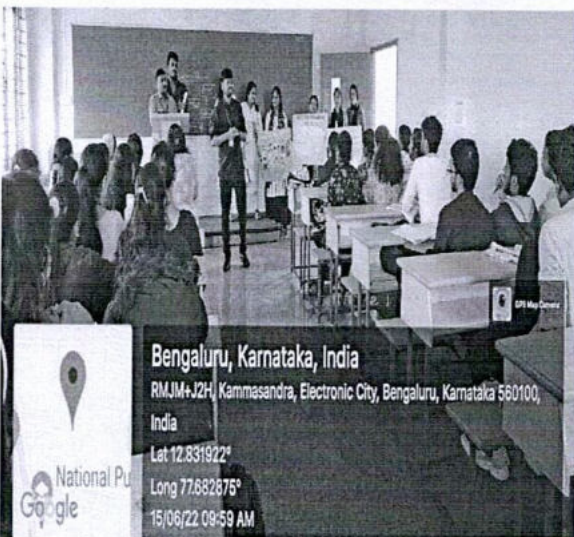 GPS Map Camera
Bengaluru, Karnataka, India
RMJM+J2H, Kammasandra, Electronic City, Bengaluru, Karnataka 560100,
India
Lat 12.831922°
Long 77.682875°
15/06/22 09:59 AM
National Pu
Google